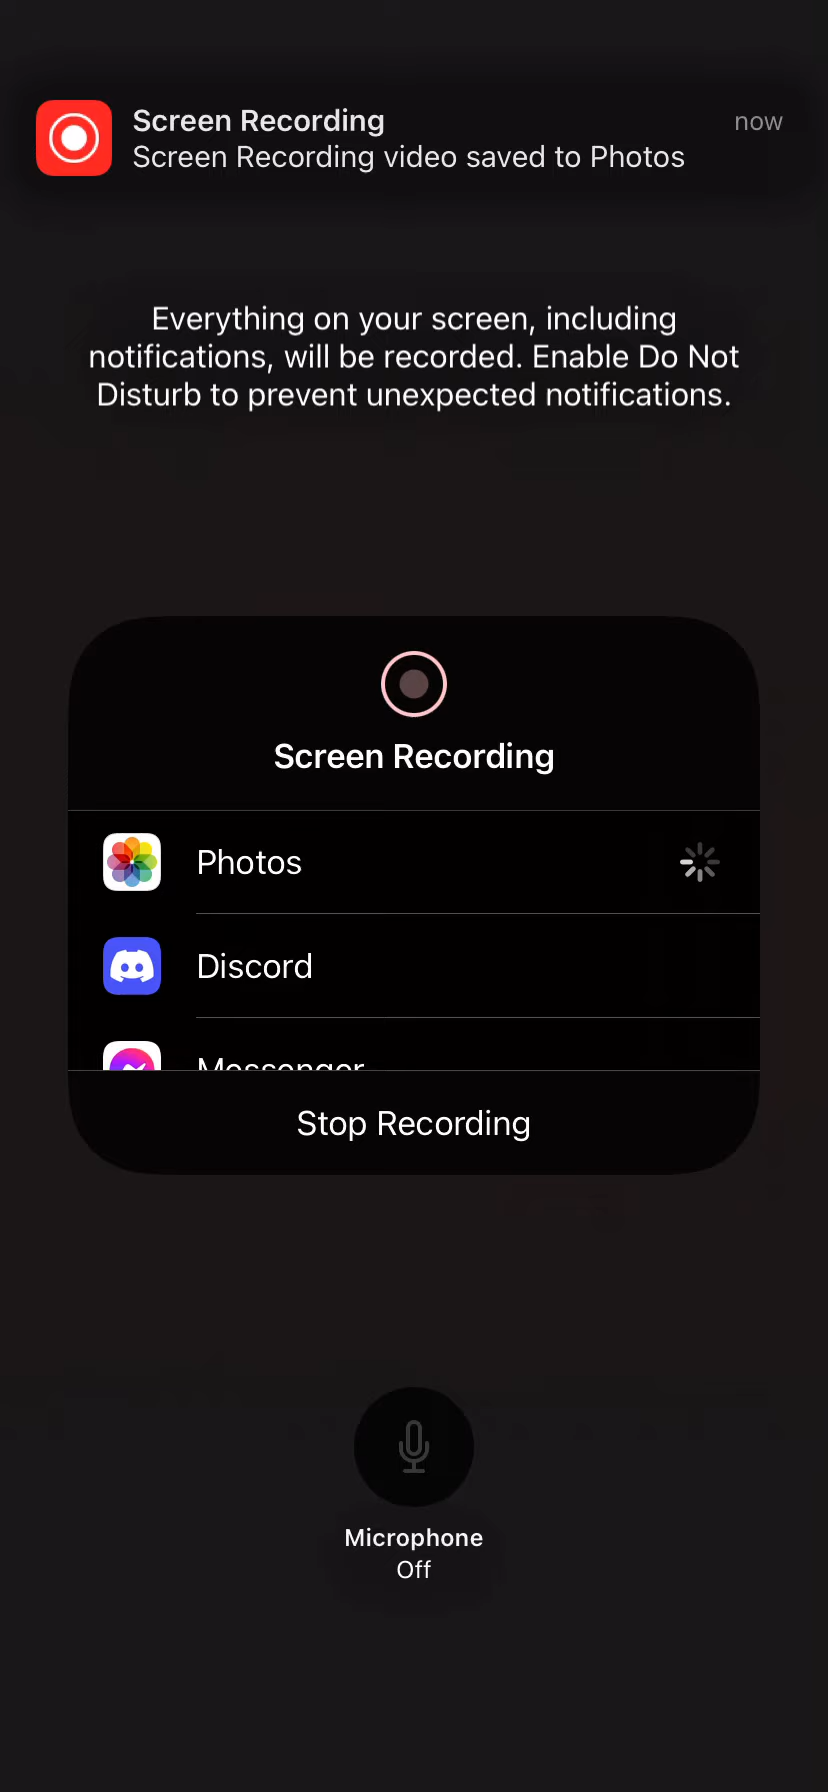 Screen Recording
now
Screen Recording video saved to Photos
Everything on your screen, including
notifications, will be recorded. Enable Do Not
Disturb to prevent unexpected notifications.
Screen Recording
Photos
Discord
Messenger
Stop Recording
Microphone
Off